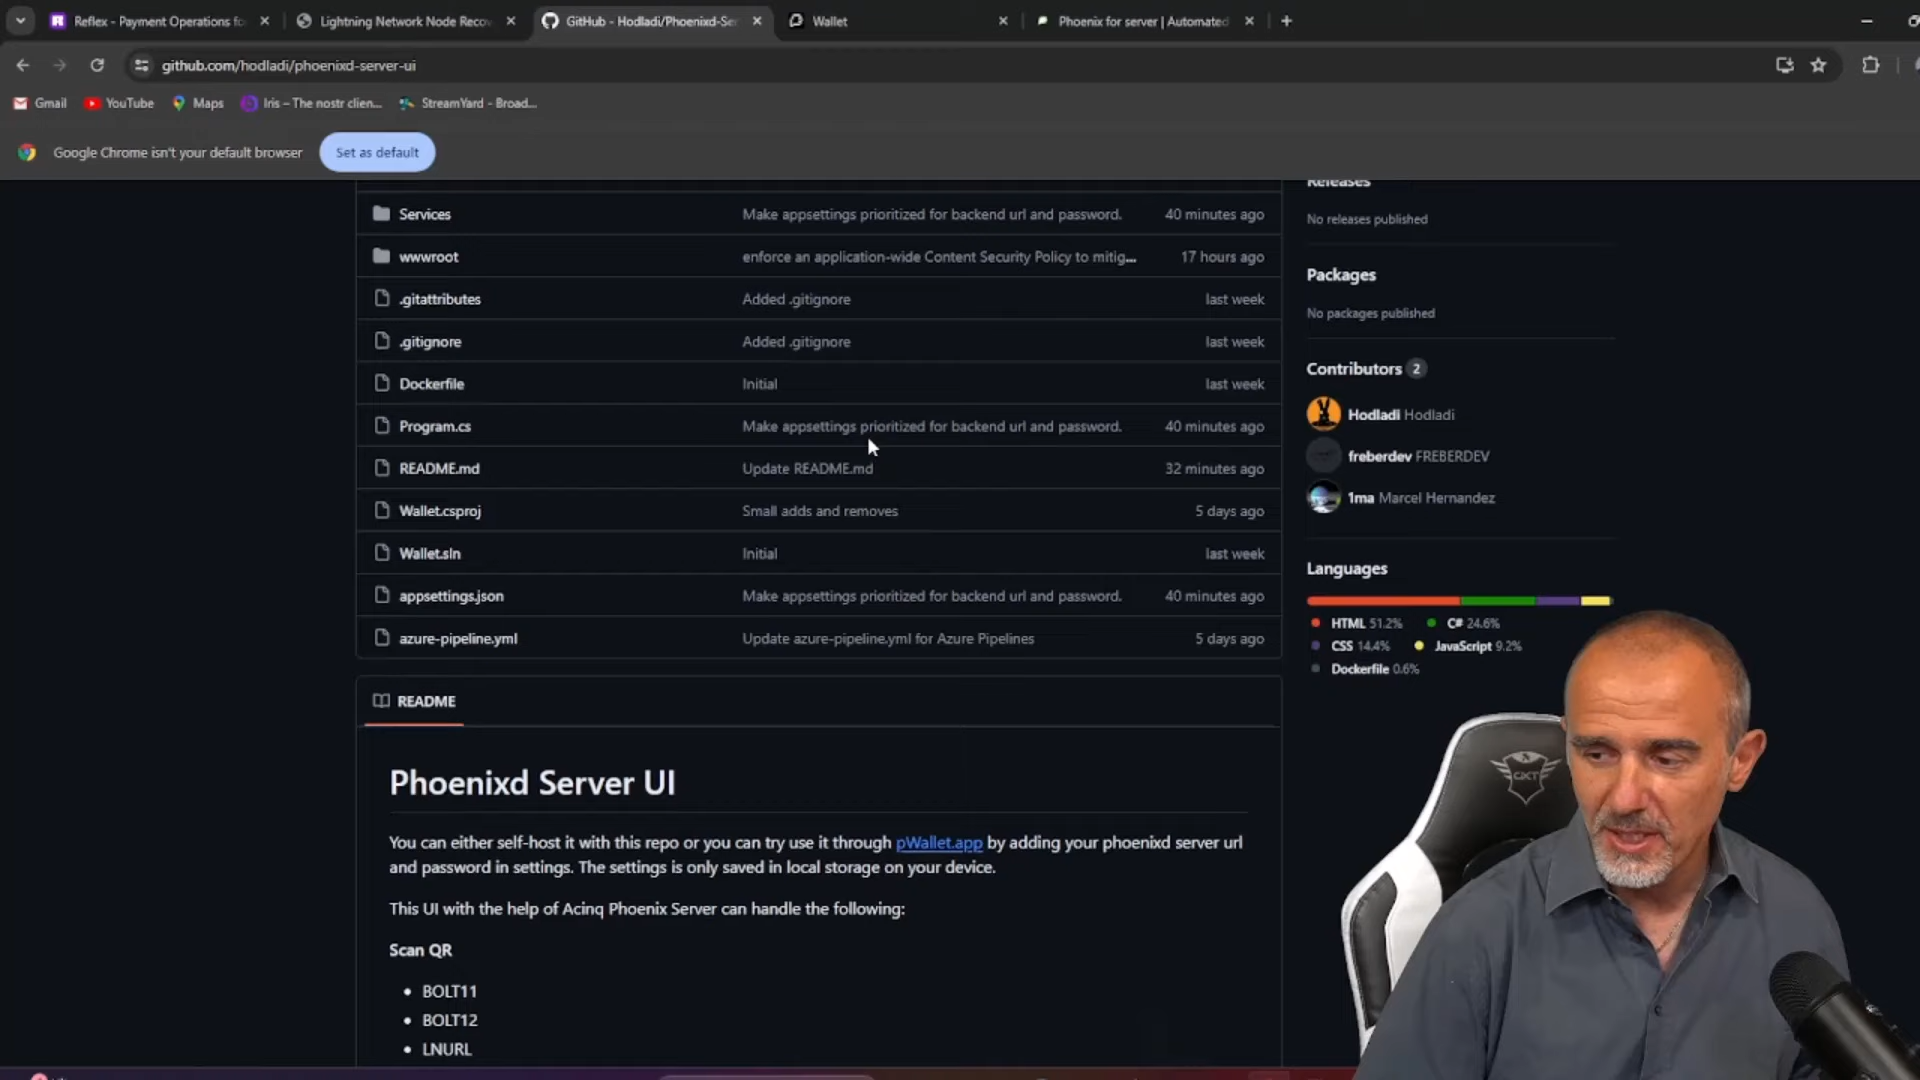 Reflex - Payment Operations fo
Lightning Network Node Reco
GitHub - Hodladi/Phoenixd-Ser
Wallet
Phoenix for server | Automated
github.com/hodladi/phoenixd-server-ui
Gmail
YouTube
Maps
Iris – The nostr clien...
StreamYard - Broad...
Google Chrome isn't your default browser
Set as default
Services
Make appsettings prioritized for backend url and password.
40 minutes ago
wwwroot
enforce an application-wide Content Security Policy to mitig...
17 hours ago
.gitattributes
Added .gitignore
last week
.gitignore
Added .gitignore
last week
Dockerfile
Initial
last week
Program.cs
Make appsettings prioritized for backend url and password.
40 minutes ago
README.md
Update README.md
32 minutes ago
Wallet.csproj
Small adds and removes
5 days ago
Wallet.sln
Initial
last week
appsettings.json
Make appsettings prioritized for backend url and password.
40 minutes ago
azure-pipeline.yml
Update azure-pipeline.yml for Azure Pipelines
5 days ago
Releases
No releases published
Packages
No packages published
Contributors 2
Hodladi Hodladi
freberdev FREBERDEV
1ma Marcel Hernandez
Languages
HTML 51.2%
C# 24.6%
CSS 14.4%
JavaScript 9.2%
Dockerfile 0.6%
README
Phoenixd Server UI
You can either self-host it with this repo or you can try use it through pWallet.app by adding your phoenixd server url
and password in settings. The settings is only saved in local storage on your device.
This UI with the help of Acinq Phoenix Server can handle the following:
Scan QR
BOLT11
BOLT12
LNURL
GXT